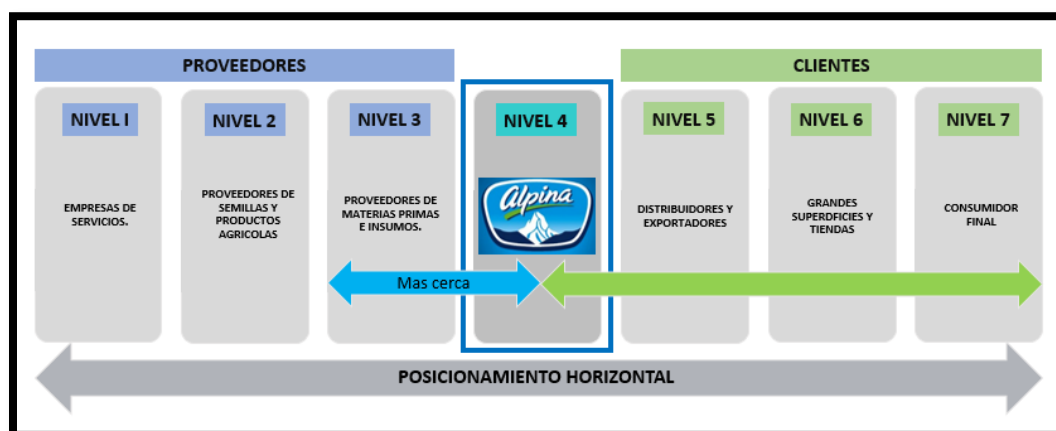 PROVEEDORES
CLIENTES
NIVEL I
NIVEL 2
NIVEL 3
NIVEL 4
NIVEL 5
NIVEL 6
NIVEL 7
EMPRESAS DE
SERVICIOS.
PROVEEDORES DE
SEMILLAS Y
PRODUCTOS
AGRICOLAS
PROVEEDORES DE
MATERIAS PRIMAS
E INSUMOS.
alpina
DISTRIBUIDORES Y
EXPORTADORES
GRANDES
SUPERDFICIES Y
TIENDAS
CONSUMIDOR
FINAL
Mas cerca
POSICIONAMIENTO HORIZONTAL